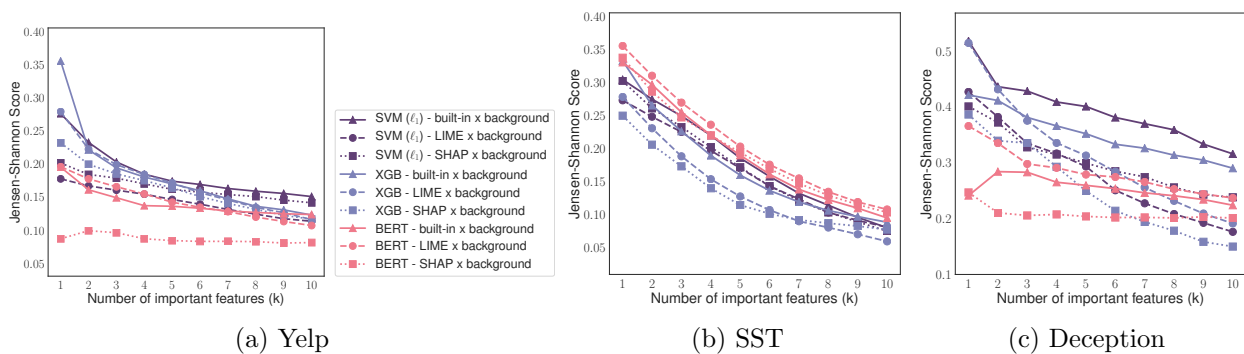 0.40
0.35
0.30
0.25
0.20
0.15
0.10
0.05
Jensen-Shannon Score
1 2 3 4 5 6 7 8 9 10
Number of important features (k)
SVM (ℓ₁) - built-in x background
SVM (ℓ₁) - LIME x background
SVM (ℓ₁) - SHAP x background
XGB - built-in x background
XGB - LIME x background
XGB - SHAP x background
BERT - built-in x background
BERT - LIME x background
BERT - SHAP x background
(a) Yelp
0.40
0.35
0.30
0.25
0.20
0.15
0.10
0.05
Jensen-Shannon Score
1 2 3 4 5 6 7 8 9 10
Number of important features (k)
(b) SST
0.5
0.4
0.3
0.2
0.1
Jensen-Shannon Score
1 2 3 4 5 6 7 8 9 10
Number of important features (k)
(c) Deception